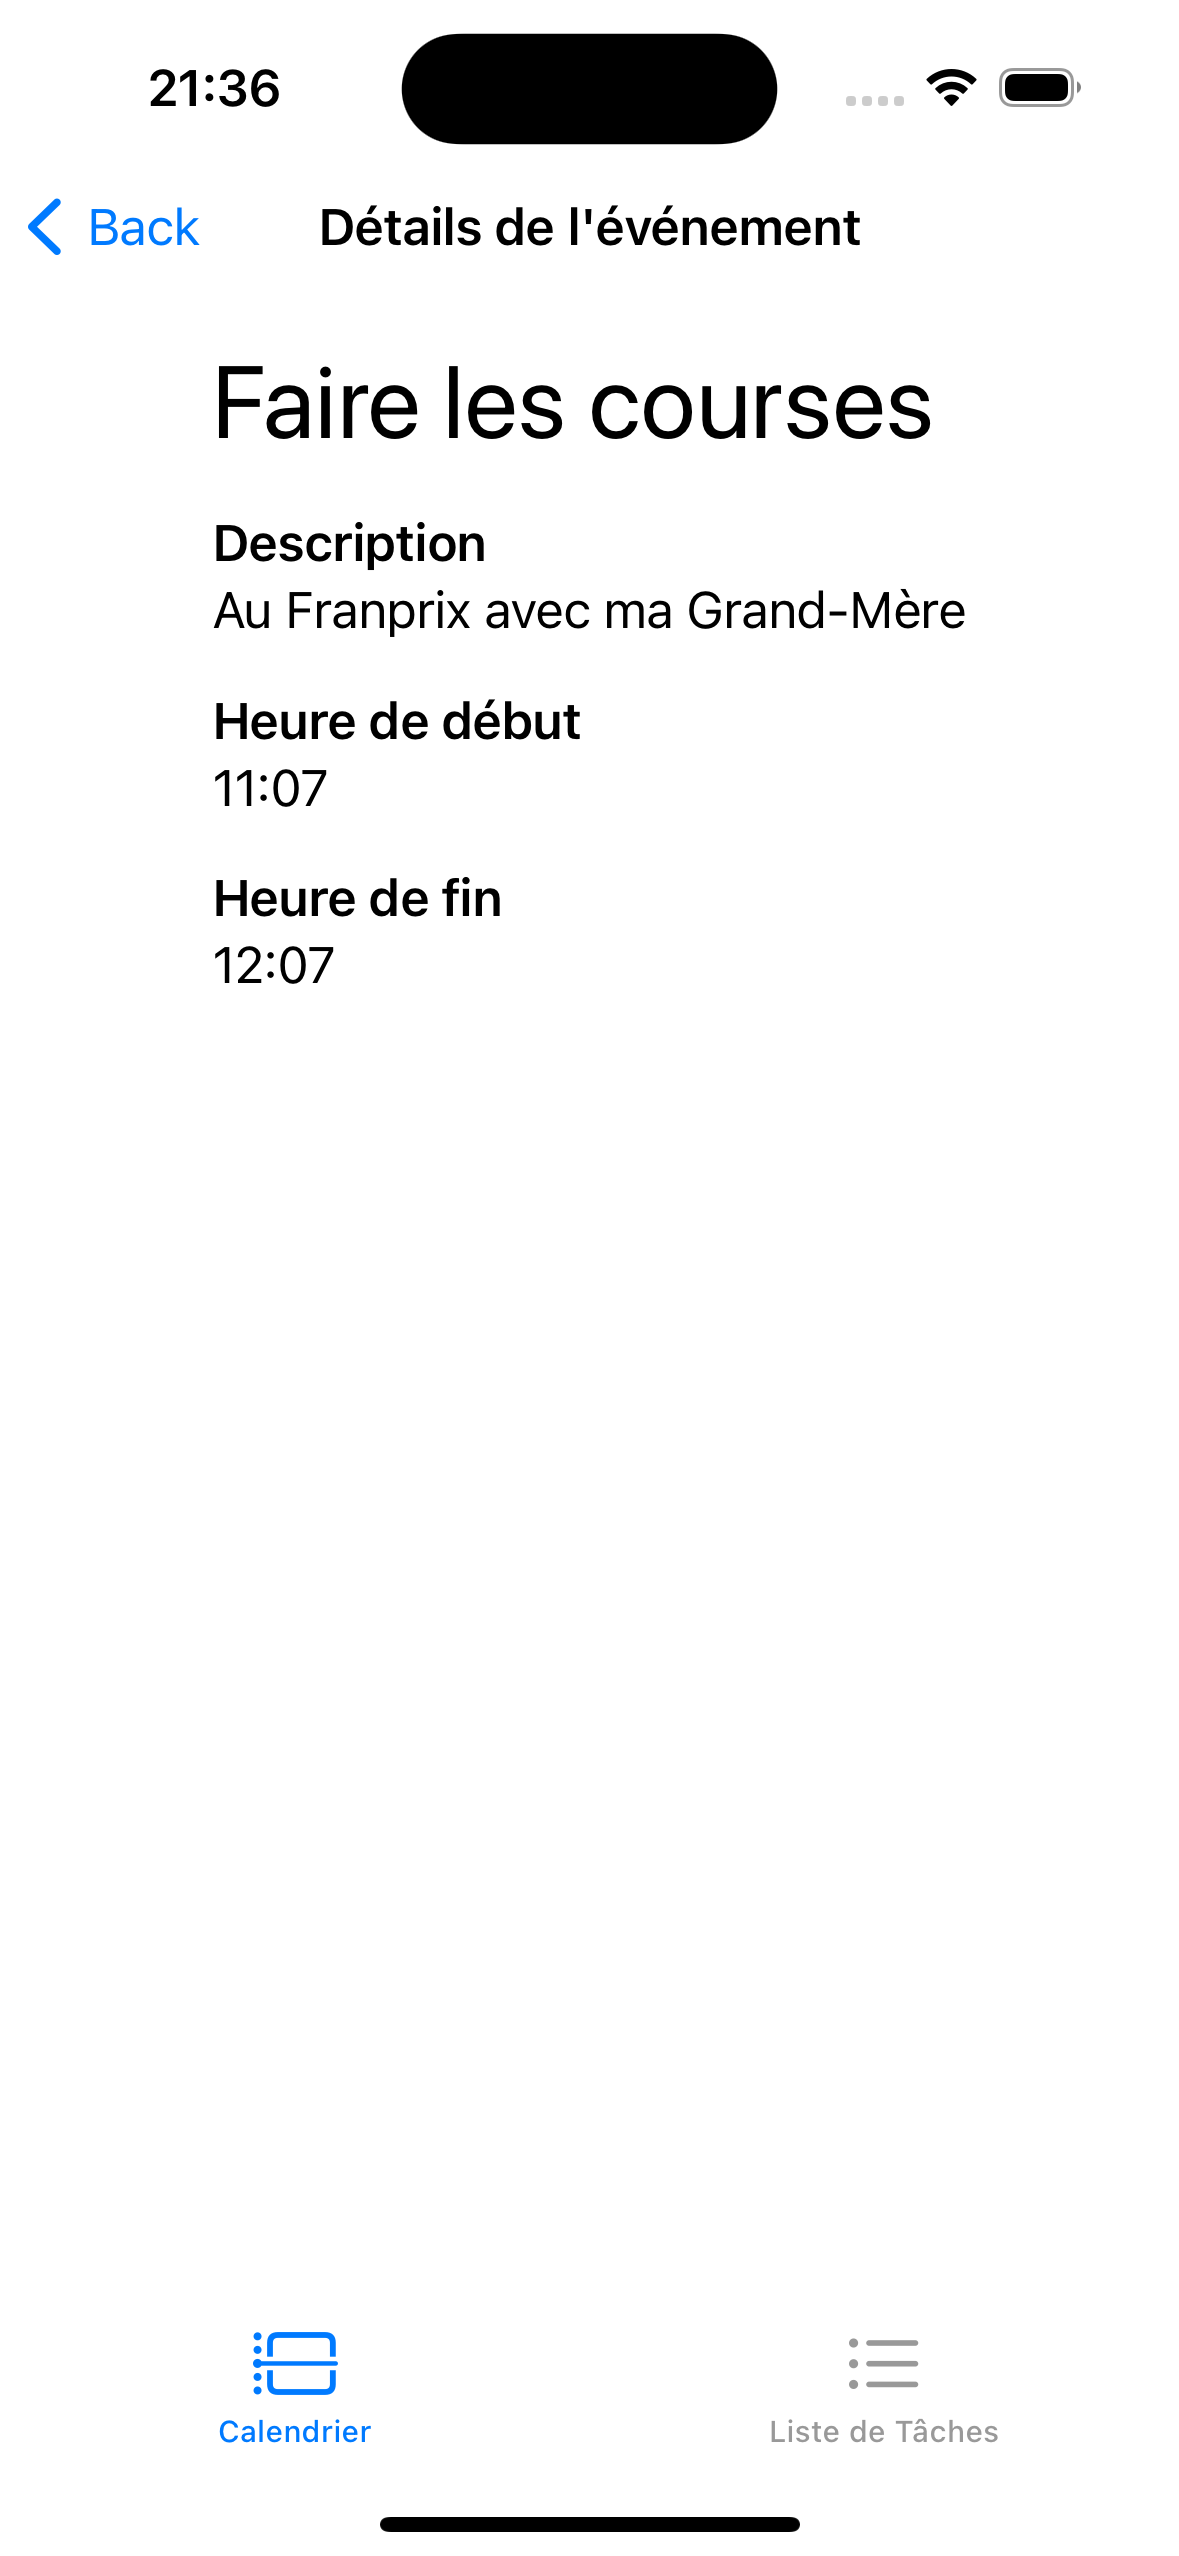 21:36
Back
Détails de l'événement
Faire les courses
Description
Au Franprix avec ma Grand-Mère
Heure de début
11:07
Heure de fin
12:07
Calendrier
Liste de Tâches